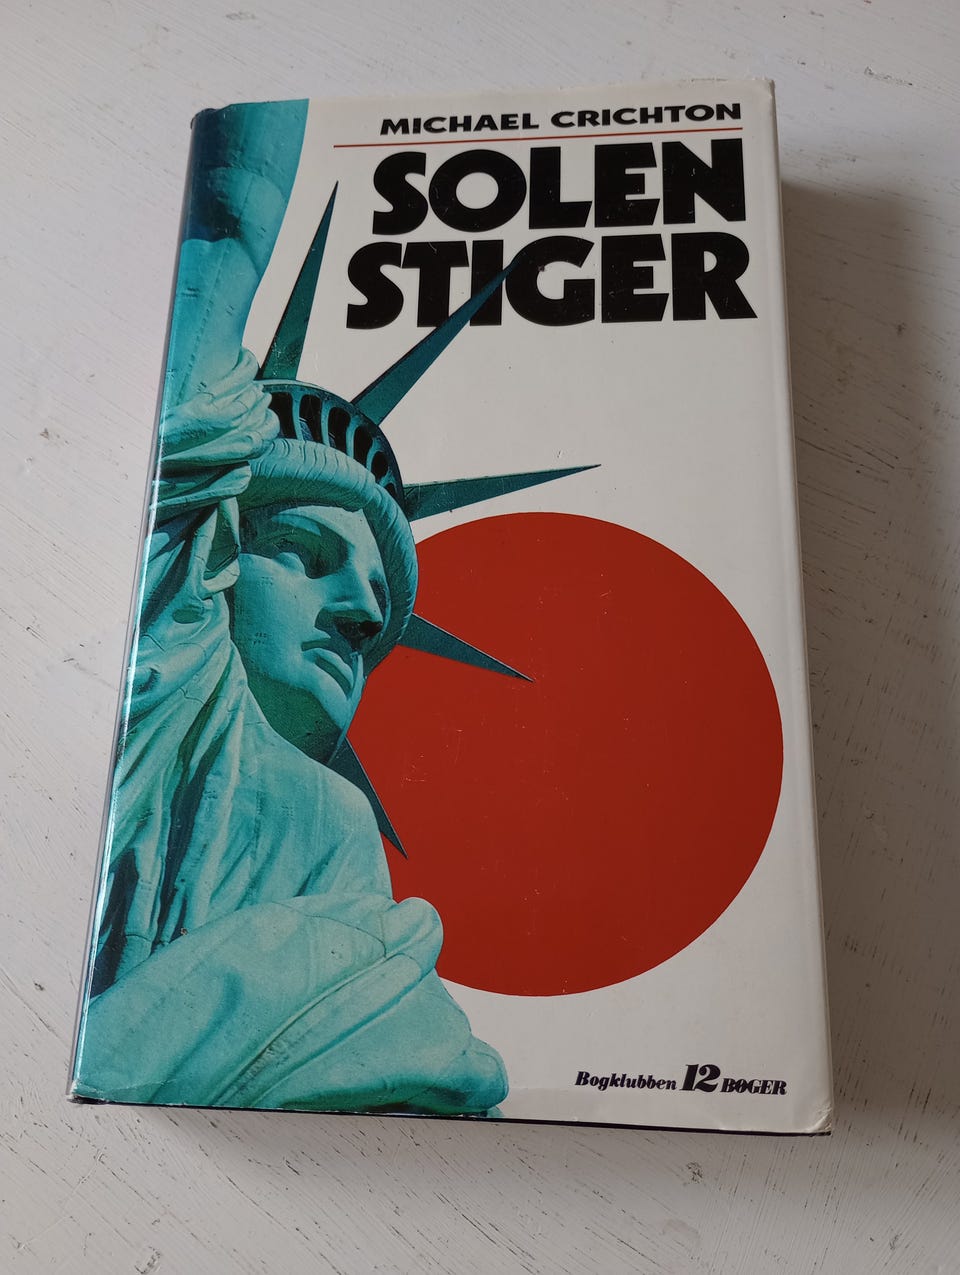 MICHAEL CRICHTON
SOLEN
STIGER
Bogklubben 12 BØGER